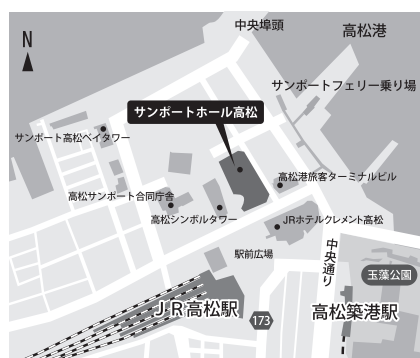 中央埠頭
高松港
N
サンポートフェリー乗り場
サンポートホール高松
サンポート高松ベイタワー
高松港旅客ターミナルビル
高松サンポート合同庁舎
高松シンボルタワー
JRホテルクレメント高松
駅前広場
中央通り
玉藻公園
JR高松駅
173
高松築港駅